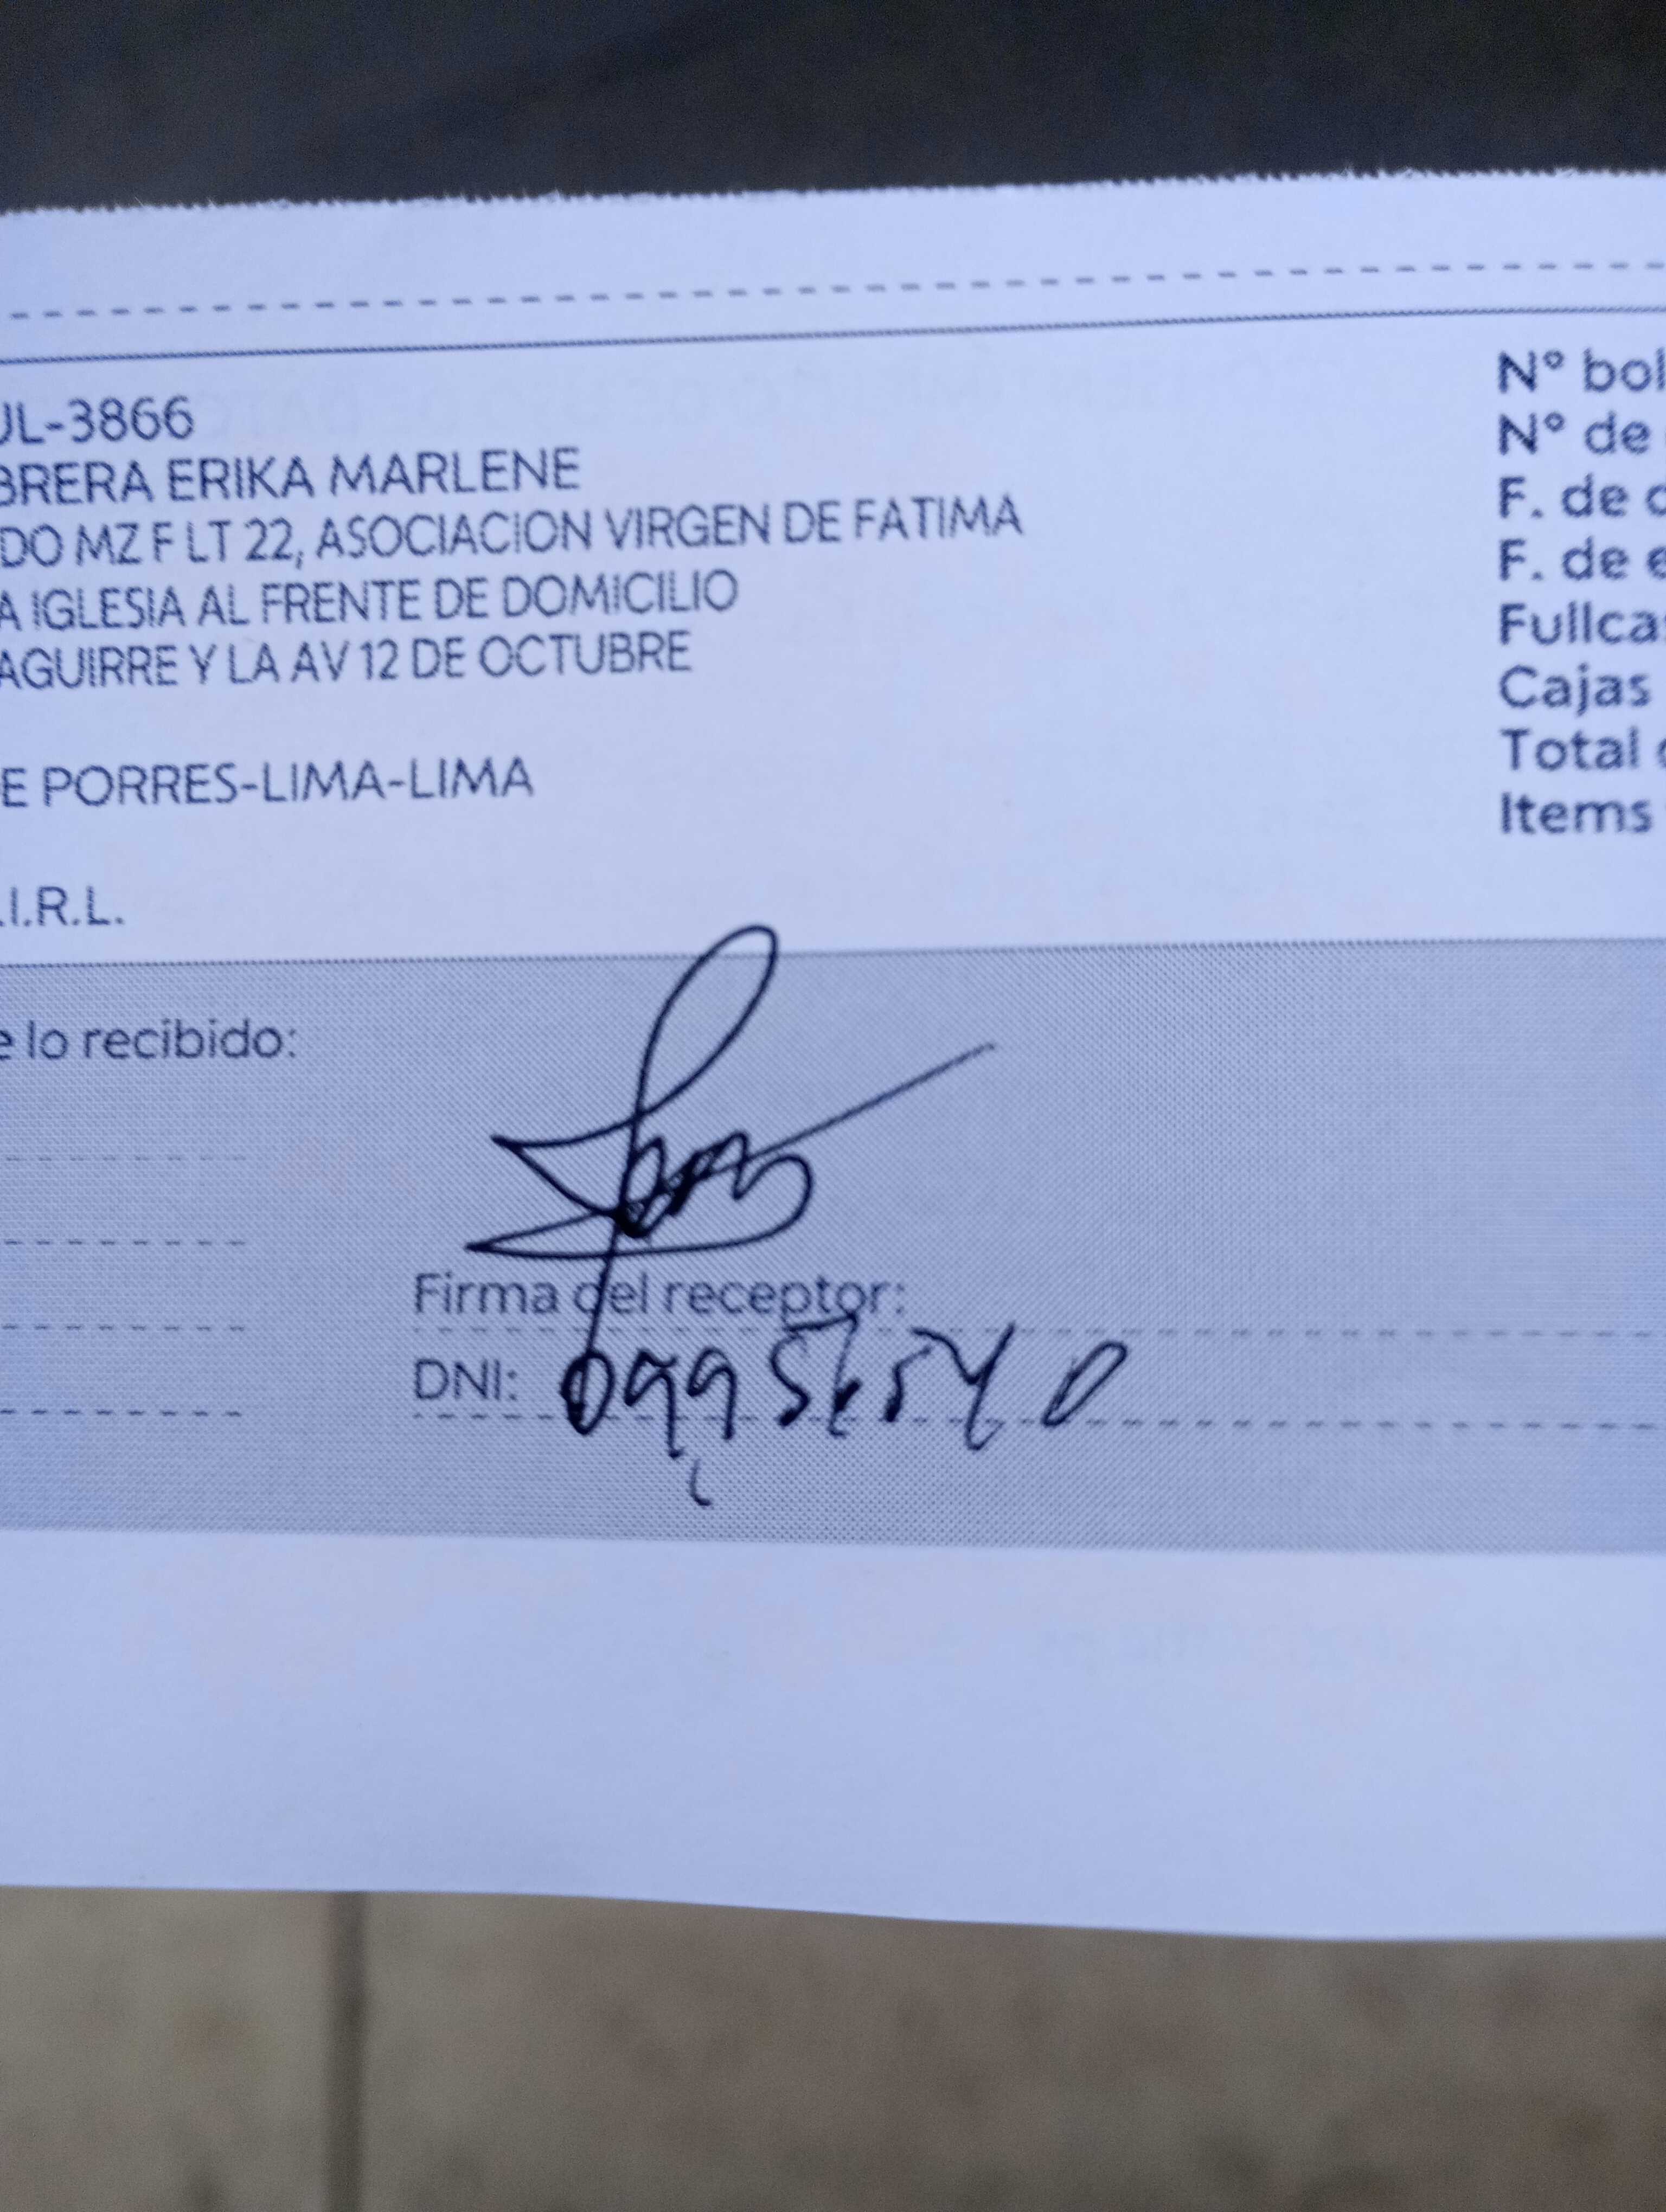 UL-3866
BRERA ERIKA MARLENE
DO MZ F LT 22, ASOCIACION VIRGEN DE FATIMA
A IGLESIA AL FRENTE DE DOMICILIO
AGUIRRE Y LA AV 12 DE OCTUBRE
E PORRES-LIMA-LIMA
.I.R.L.
N° bol
N° de
F. de
F. de e
Fullcas
Cajas
Total
Items
e lo recibido:
Firma del receptor:
DNI: